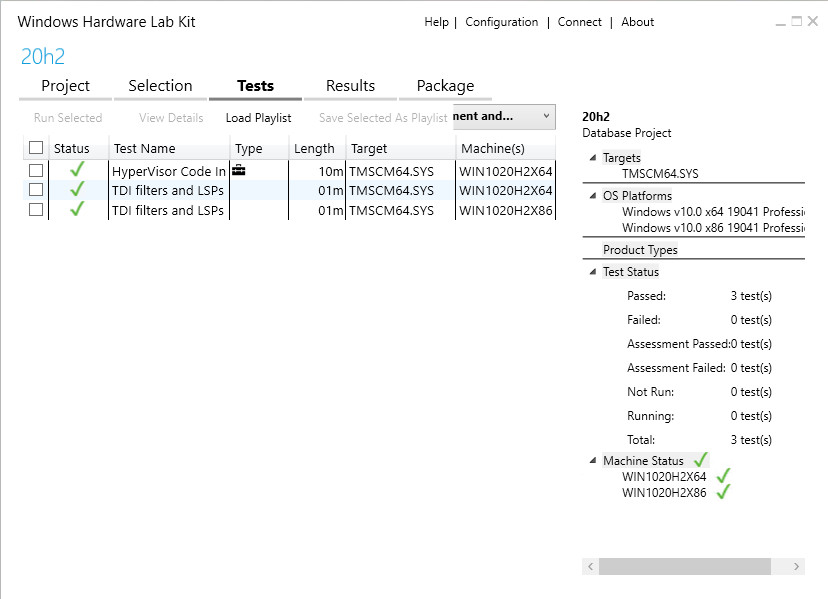 Windows Hardware Lab Kit
Help | Configuration | Connect | About
20h2
Project Selection Tests Results Package
Run Selected View Details Load Playlist Save Selected As Playlist ment and...
Status Test Name Type Length Target Machine(s)
HyperVisor Code In 10m TMSCM64.SYS WIN1020H2X64
TDI filters and LSPs 01m TMSCM64.SYS WIN1020H2X64
TDI filters and LSPs 01m TMSCM64.SYS WIN1020H2X86
20h2
Database Project
Targets
TMSCM64.SYS
OS Platforms
Windows v10.0 x64 19041 Professi
Windows v10.0 x86 19041 Professi
Product Types
Test Status
Passed: 3 test(s)
Failed: 0 test(s)
Assessment Passed: 0 test(s)
Assessment Failed: 0 test(s)
Not Run: 0 test(s)
Running: 0 test(s)
Total: 3 test(s)
Machine Status
WIN1020H2X64
WIN1020H2X86